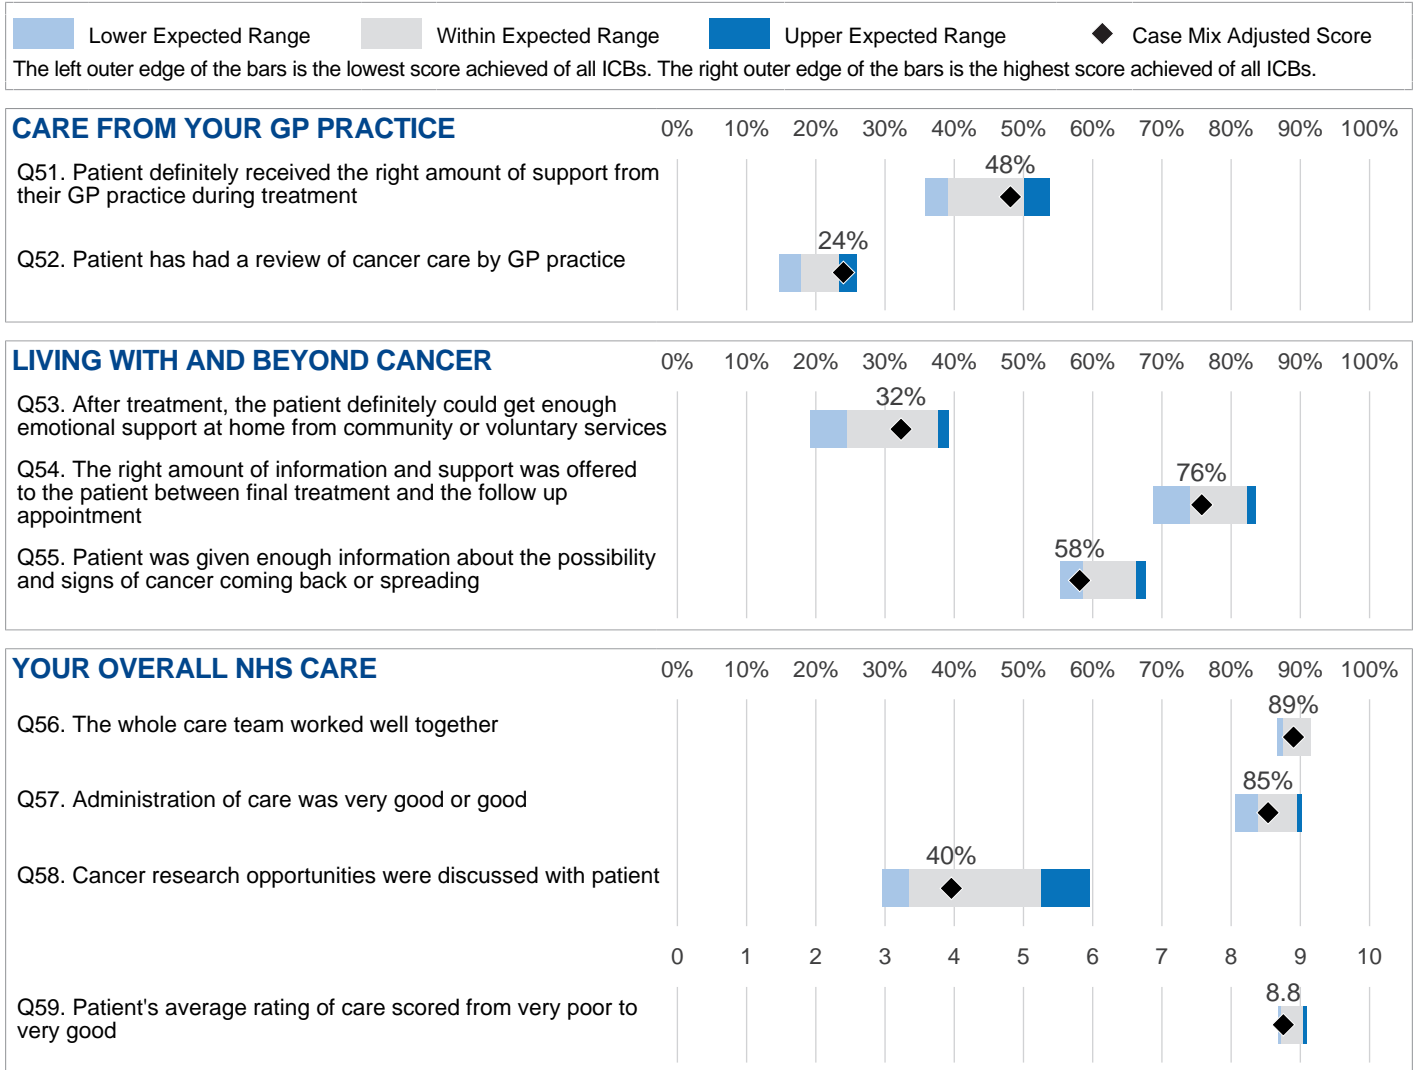 Lower Expected Range Within Expected Range Upper Expected Range Case Mix Adjusted Score
The left outer edge of the bars is the lowest score achieved of all ICBs. The right outer edge of the bars is the highest score achieved of all ICBs.
CARE FROM YOUR GP PRACTICE 0% 10% 20% 30% 40% 50% 60% 70% 80% 90% 100%
Q51. Patient definitely received the right amount of support from
their GP practice during treatment
48%
Q52. Patient has had a review of cancer care by GP practice
24%
LIVING WITH AND BEYOND CANCER 0% 10% 20% 30% 40% 50% 60% 70% 80% 90% 100%
Q53. After treatment, the patient definitely could get enough
emotional support at home from community or voluntary services
32%
Q54. The right amount of information and support was offered
to the patient between final treatment and the follow up
appointment
76%
Q55. Patient was given enough information about the possibility
and signs of cancer coming back or spreading
58%
YOUR OVERALL NHS CARE 0% 10% 20% 30% 40% 50% 60% 70% 80% 90% 100%
Q56. The whole care team worked well together
89%
Q57. Administration of care was very good or good
85%
Q58. Cancer research opportunities were discussed with patient
40%
0 1 2 3 4 5 6 7 8 9 10
Q59. Patient's average rating of care scored from very poor to
very good
8.8